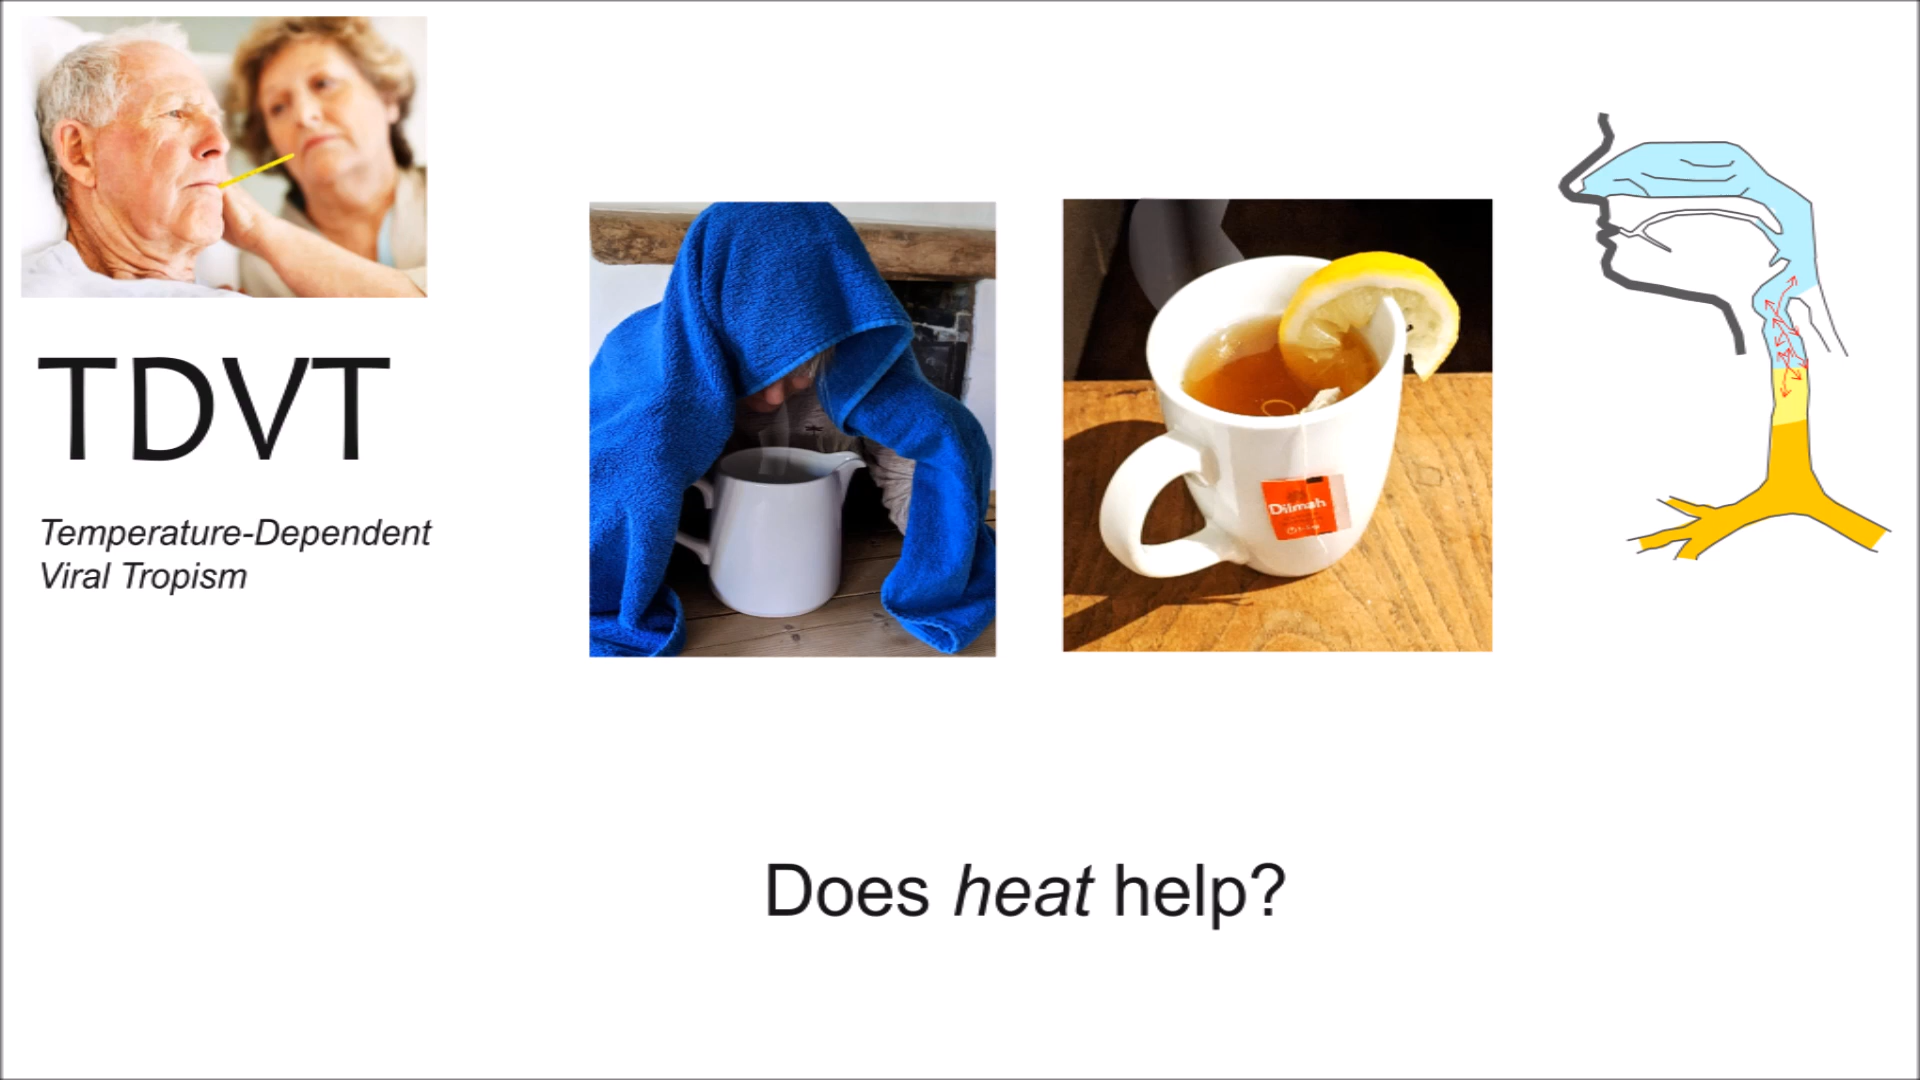 TDVT
Temperature-Dependent
Viral Tropism
Dilmah
Does heat help?